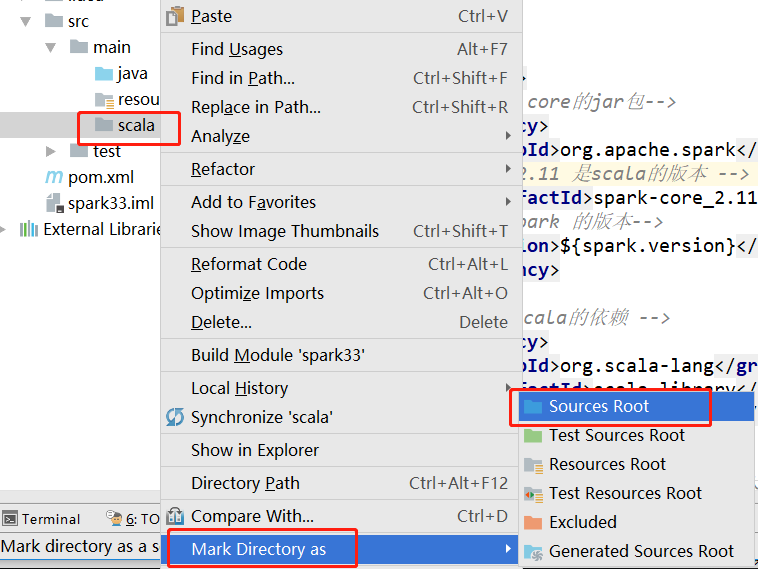 src
main
java
resou
scala
test
pom.xml
spark33.iml
External Librarie
Paste Ctrl+V
Find Usages Alt+F7
Find in Path... Ctrl+Shift+F
Replace in Path... Ctrl+Shift+R
Analyze
Refactor
Add to Favorites
Show Image Thumbnails Ctrl+Shift+T
Reformat Code Ctrl+Alt+L
Optimize Imports Ctrl+Alt+O
Delete... Delete
Build Module 'spark33'
Local History
Synchronize 'scala'
Show in Explorer
Directory Path Ctrl+Alt+F12
Compare With... Ctrl+D
Mark Directory as
Sources Root
Test Sources Root
Resources Root
Test Resources Root
Excluded
Generated Sources Root
>
core的jar包-->
cy>
pId>org.apache.spark</
2.11 是scala的版本 -->
factId>spark-core_2.11
park 的版本-->
ion>${spark.version}</
ncy>
cala的依赖 -->
cy>
pId>org.scala-lang</gr
Terminal
6: TO
Mark directory as a s